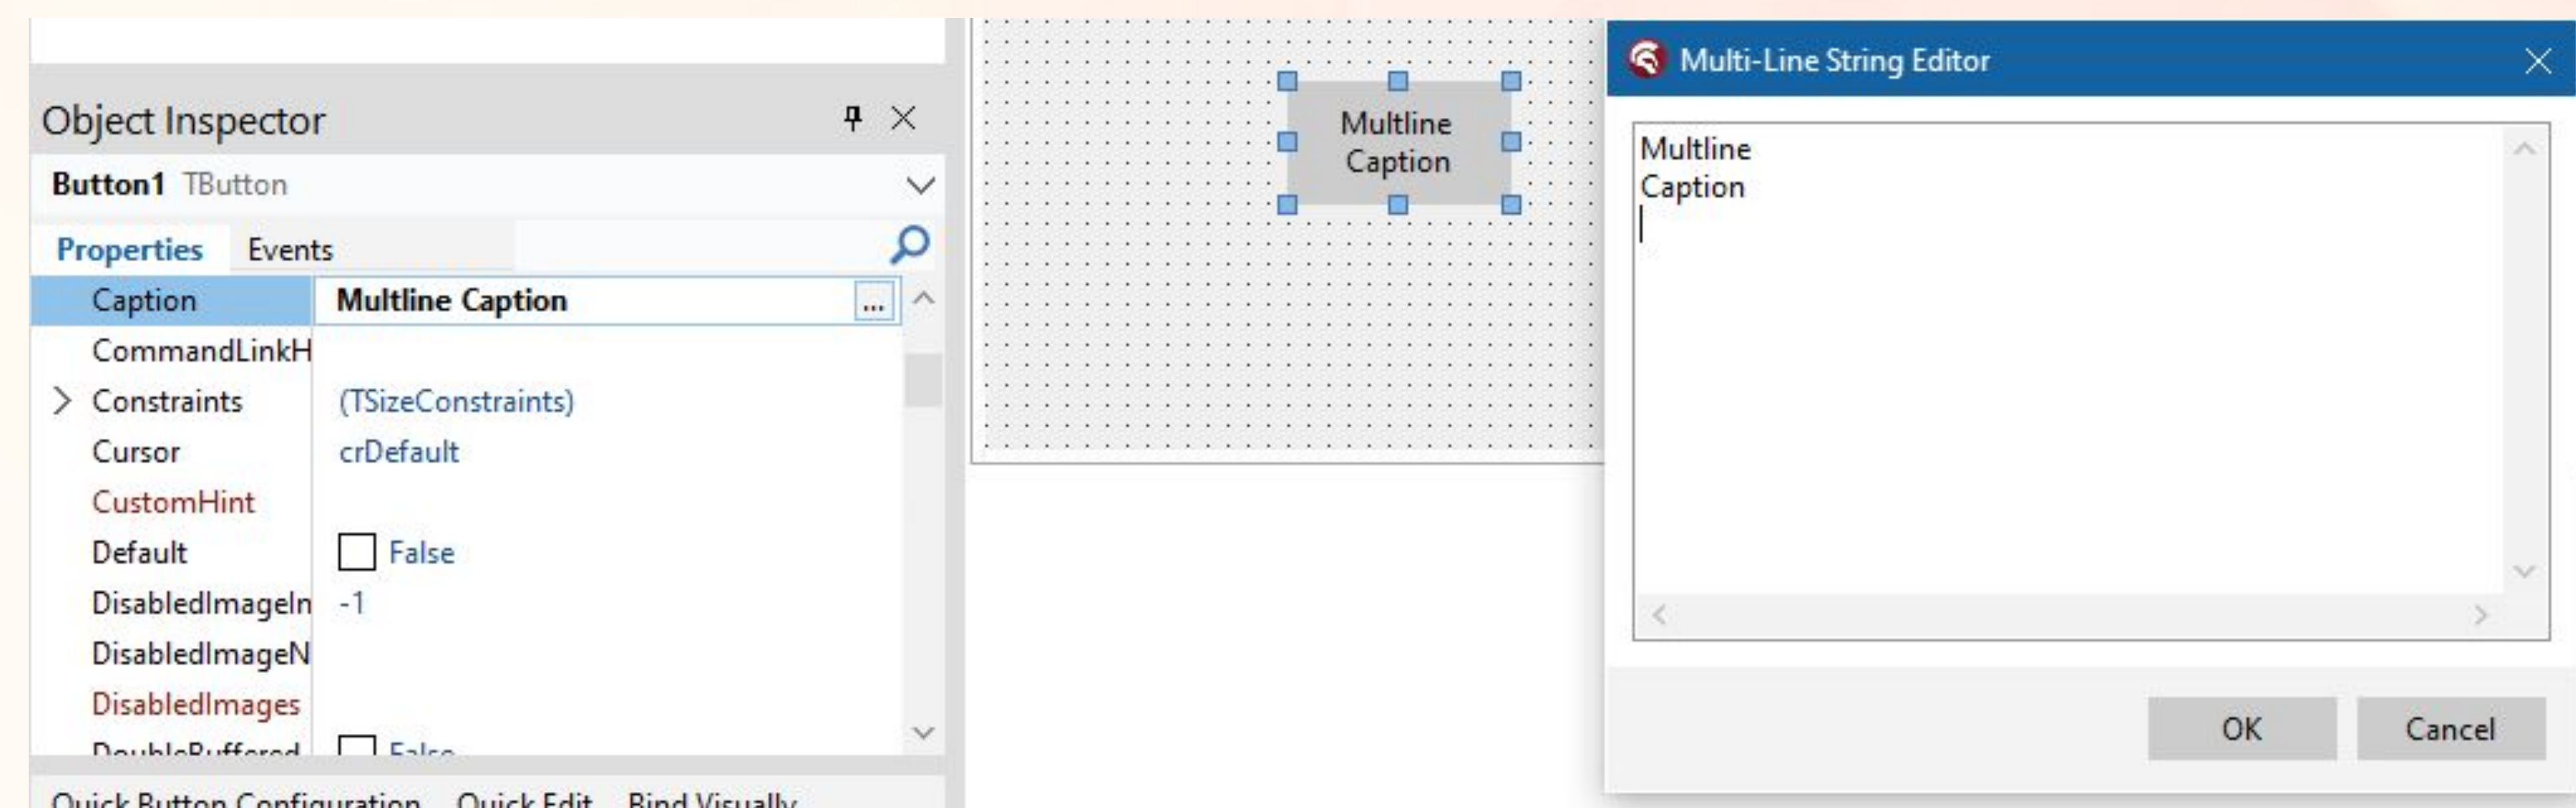 Object Inspector
Button1 TButton
Properties Events
Caption Multline Caption ...
CommandLinkH
Constraints (TSizeConstraints)
Cursor crDefault
CustomHint
Default False
DisabledImageIn -1
DisabledImageN
DisabledImages
DoubleBuffered False
Quick Button Configuration Quick Edit Bind Visually
Multline
Caption
Multi-Line String Editor
Multline
Caption
OK Cancel